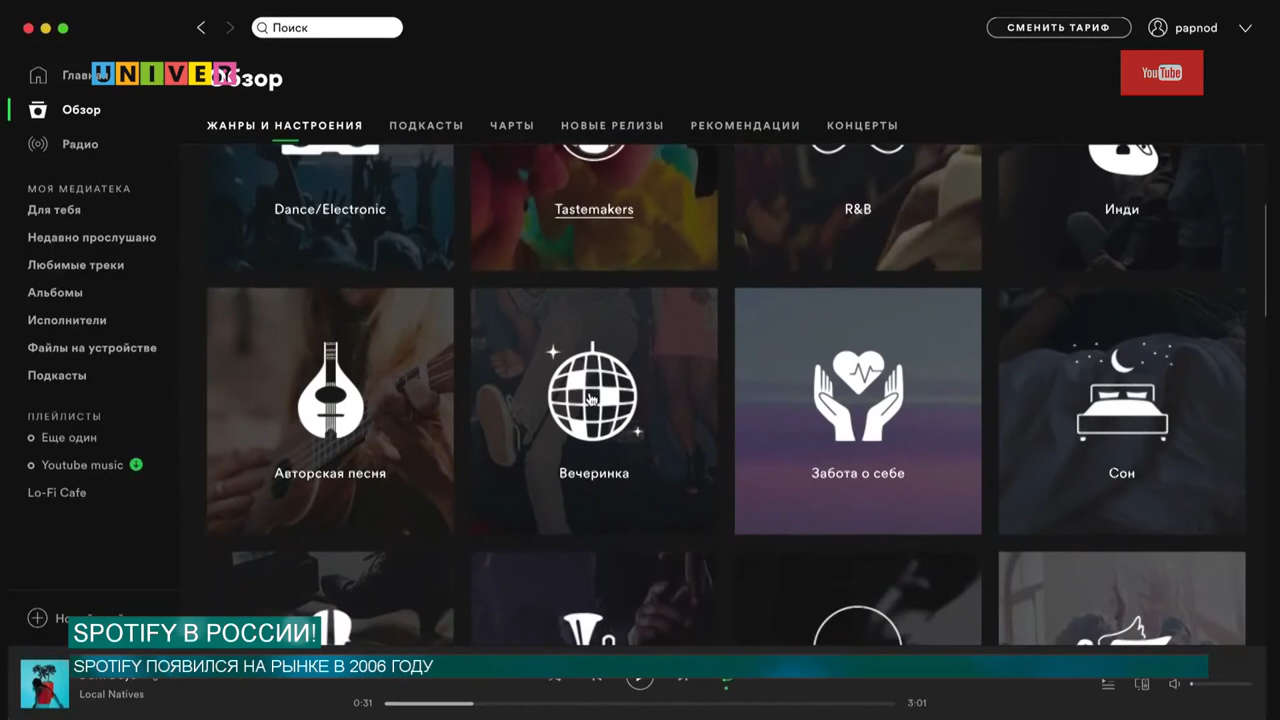 Поиск
СМЕНИТЬ ТАРИФ
papnod
UNIVER
YouTube
Обзор
Обзор
Радио
ЖАНРЫ И НАСТРОЕНИЯ
ПОДКАСТЫ
ЧАРТЫ
НОВЫЕ РЕЛИЗЫ
РЕКОМЕНДАЦИИ
КОНЦЕРТЫ
МОЯ МЕДИАТЕКА
Для тебя
Недавно прослушано
Любимые треки
Альбомы
Исполнители
Файлы на устройстве
Подкасты
ПЛЕЙЛИСТЫ
Еще один
Youtube music
Lo-Fi Cafe
Dance/Electronic
Tastemakers
R&B
Инди
Авторская песня
Вечеринка
Забота о себе
Сон
SPOTIFY В РОССИИ!
SPOTIFY ПОЯВИЛСЯ НА РЫНКЕ В 2006 ГОДУ
Local Natives
0:31
3:01